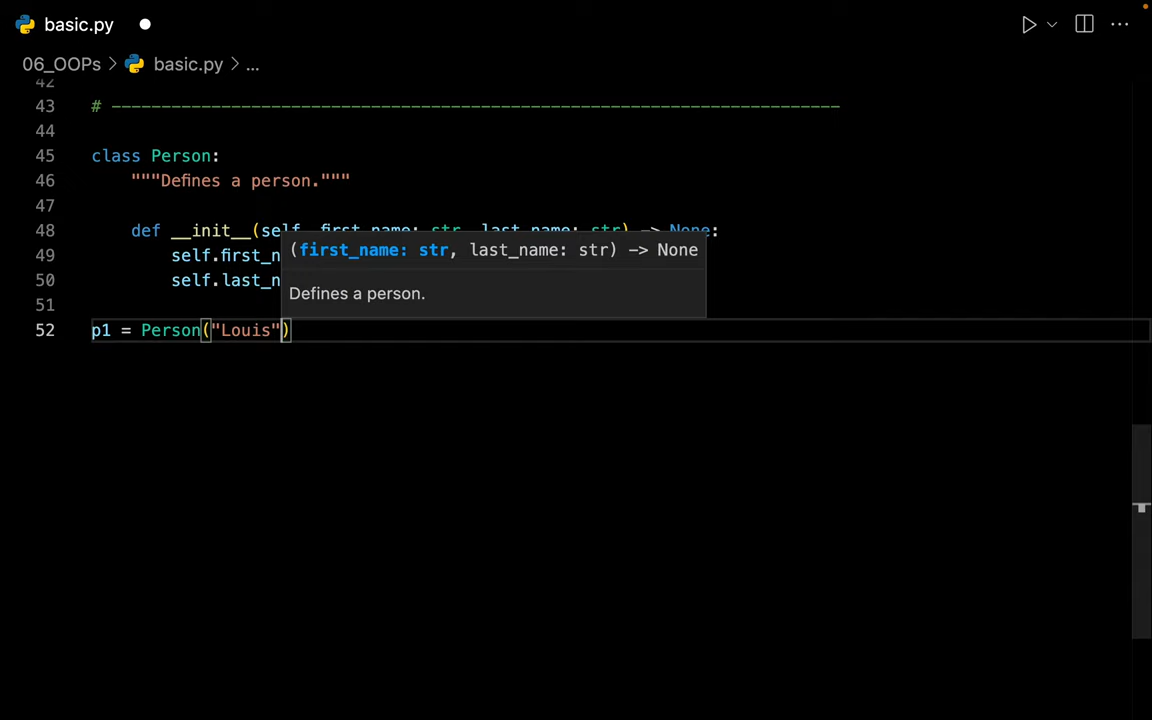 basic.py
06_OOPs > basic.py > ...
42
43 # -------------------------------------------------------------------------
44
45 class Person:
46 """Defines a person."""
47
48 def __init__(self, first_name: str, last_name: str) -> None:
49 self.first_n
(first_name: str, last_name: str) -> None
50 self.last_n
Defines a person.
51
52 p1 = Person("Louis")